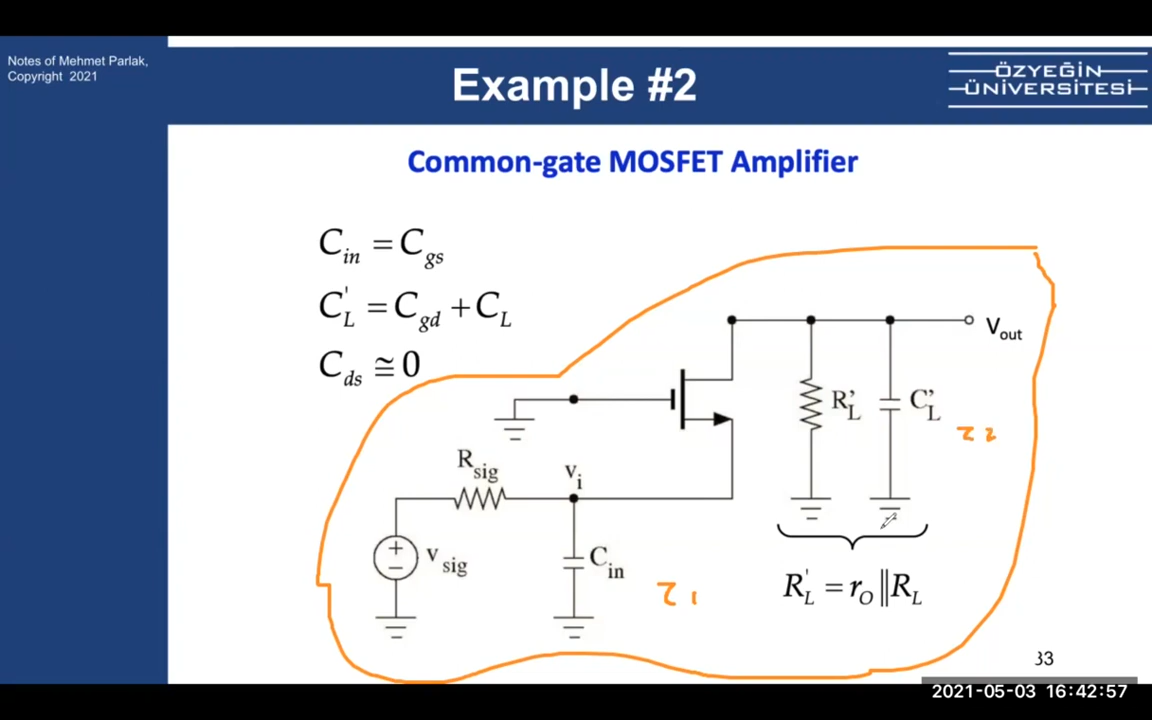 Notes of Mehmet Parlak,
Copyright 2021
Example #2
ÖZYEĞİN
ÜNİVERSİTESİ
Common-gate MOSFET Amplifier
C_in = C_gs
C'_L = C_gd + C_L
C_ds ≅ 0
V_out
R'_L
C'_L
τ2
R_sig
v_i
+
−
v_sig
C_in
τ1
R'_L = r_O || R_L
33
2021-05-03 16:42:57